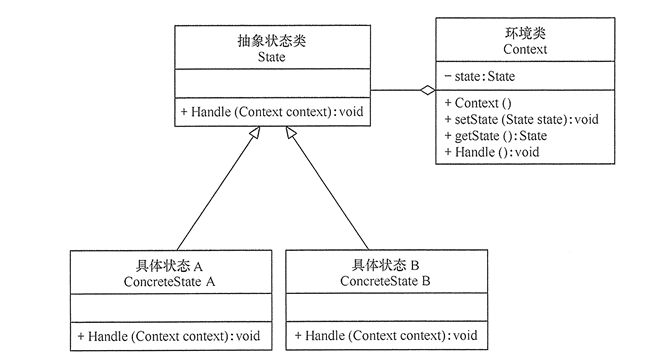 抽象状态类
State
+ Handle (Context context) : void
环境类
Context
− state : State
+ Context ()
+ setState (State state) : void
+ getState () : State
+ Handle () : void
具体状态 A
ConcreteState A
+ Handle (Context context) : void
具体状态 B
ConcreteState B
+ Handle (Context context) : void